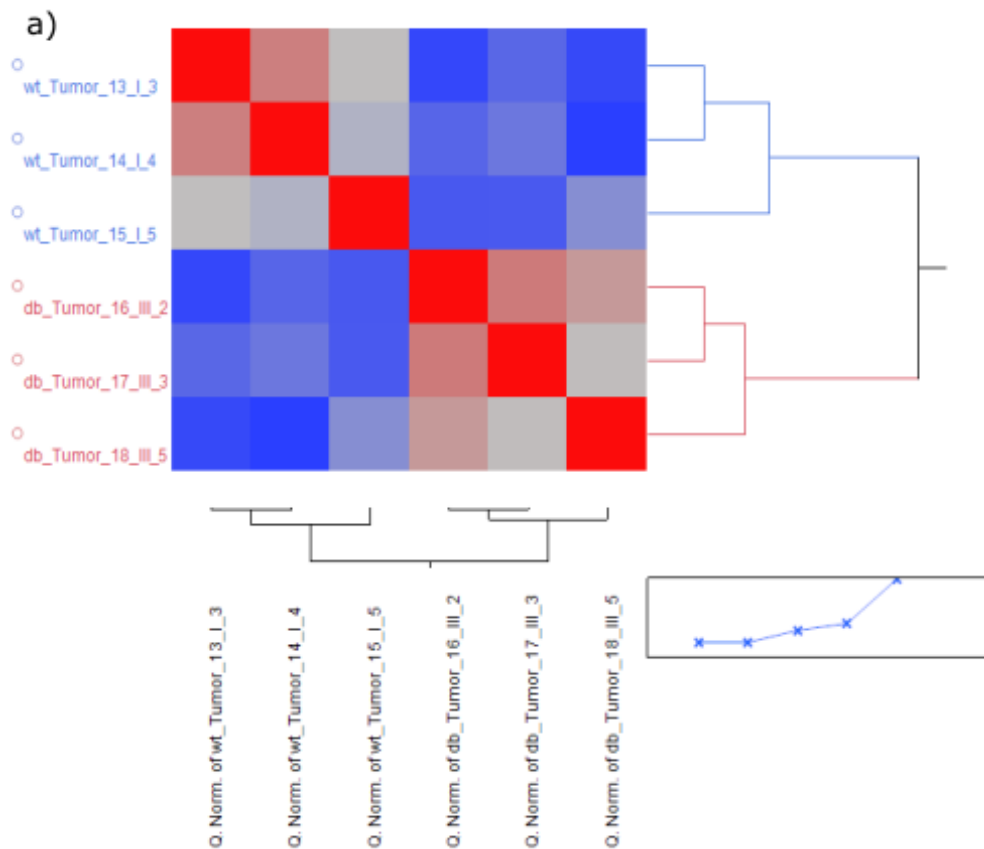 a)
wt_Tumor_13_I_3
wt_Tumor_14_I_4
wt_Tumor_15_I_5
db_Tumor_16_III_2
db_Tumor_17_III_3
db_Tumor_18_III_5
Q. Norm. of wt_Tumor_13_I_3
Q. Norm. of wt_Tumor_14_I_4
Q. Norm. of wt_Tumor_15_I_5
Q. Norm. of db_Tumor_16_III_2
Q. Norm. of db_Tumor_17_III_3
Q. Norm. of db_Tumor_18_III_5